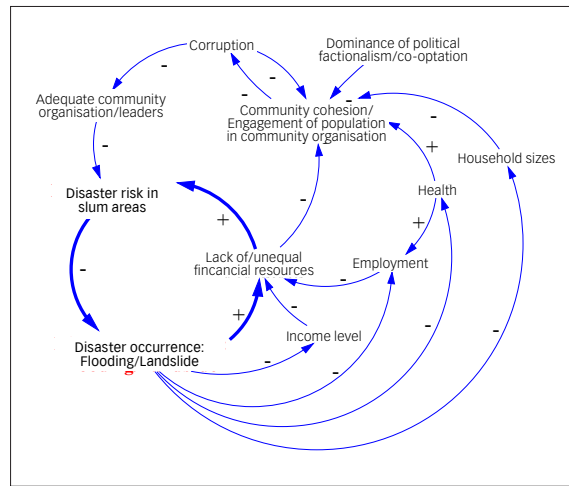 Corruption
Dominance of political
factionalism/co-optation
-
-
-
Adequate community
organisation/leaders
-
Community cohesion/
Engagement of population
in community organisation
-
-
+
Household sizes
Disaster risk in
slum areas
-
Health
+
+
Lack of/unequal
fincancial resources
Employment
-
-
+
-
Income level
-
-
-
-
Disaster occurrence:
Flooding/Landslide